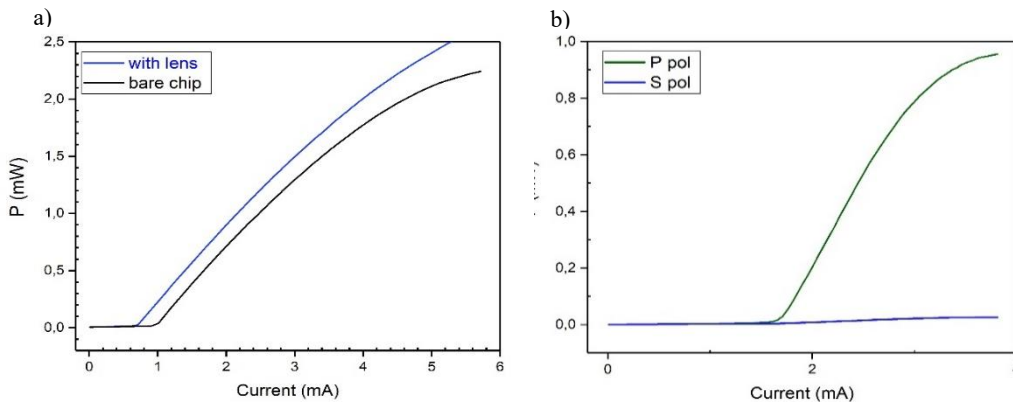 a)
with lens
bare chip
2,5
2,0
1,5
1,0
0,5
0,0
P (mW)
0 1 2 3 4 5 6
Current (mA)
b)
P pol
S pol
1,0
0,8
0,6
0,4
0,2
0,0
0 2
Current (mA)